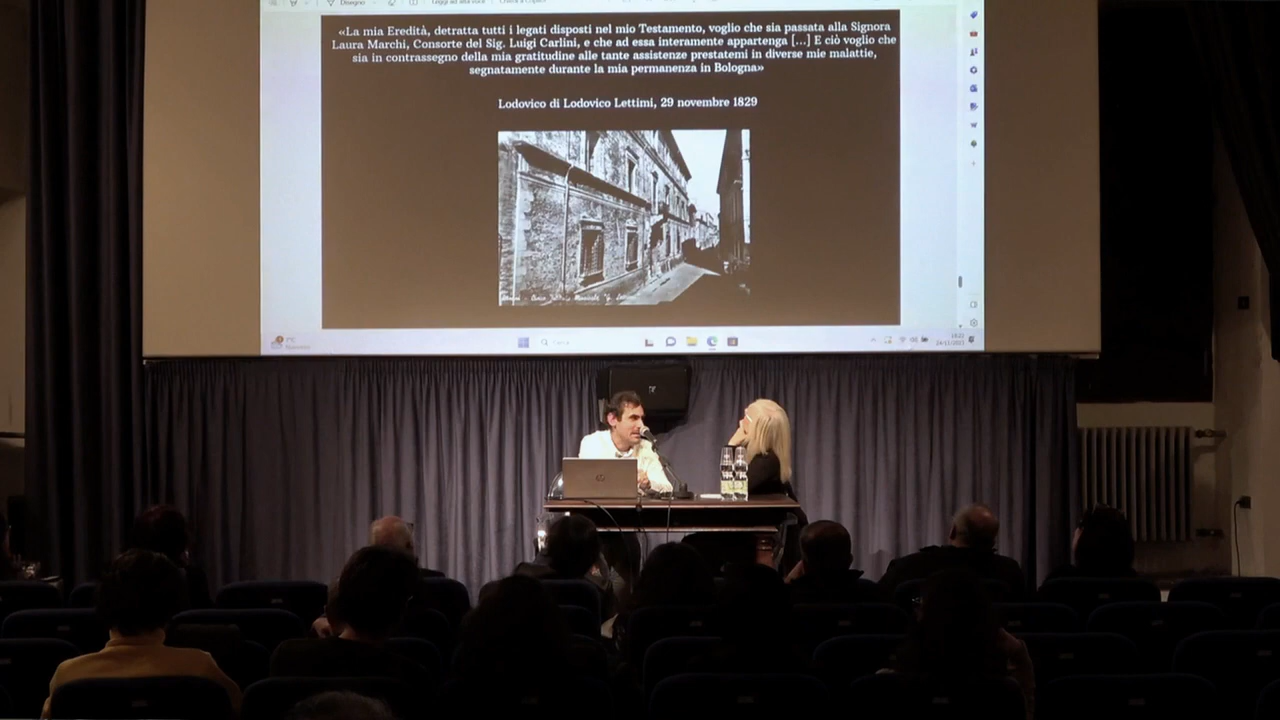 Disegno
«La mia Eredità, detratta tutti i legati disposti nel mio Testamento, voglio che sia passata alla Signora
Laura Marchi, Consorte del Sig. Luigi Carlini, e che ad essa interamente appartenga [...] E ciò voglio che
sia in contrassegno della mia gratitudine alle tante assistenze prestatemi in diverse mie malattie,
segnatamente durante la mia permanenza in Bologna»
Lodovico di Lodovico Lettimi, 29 novembre 1829
hp